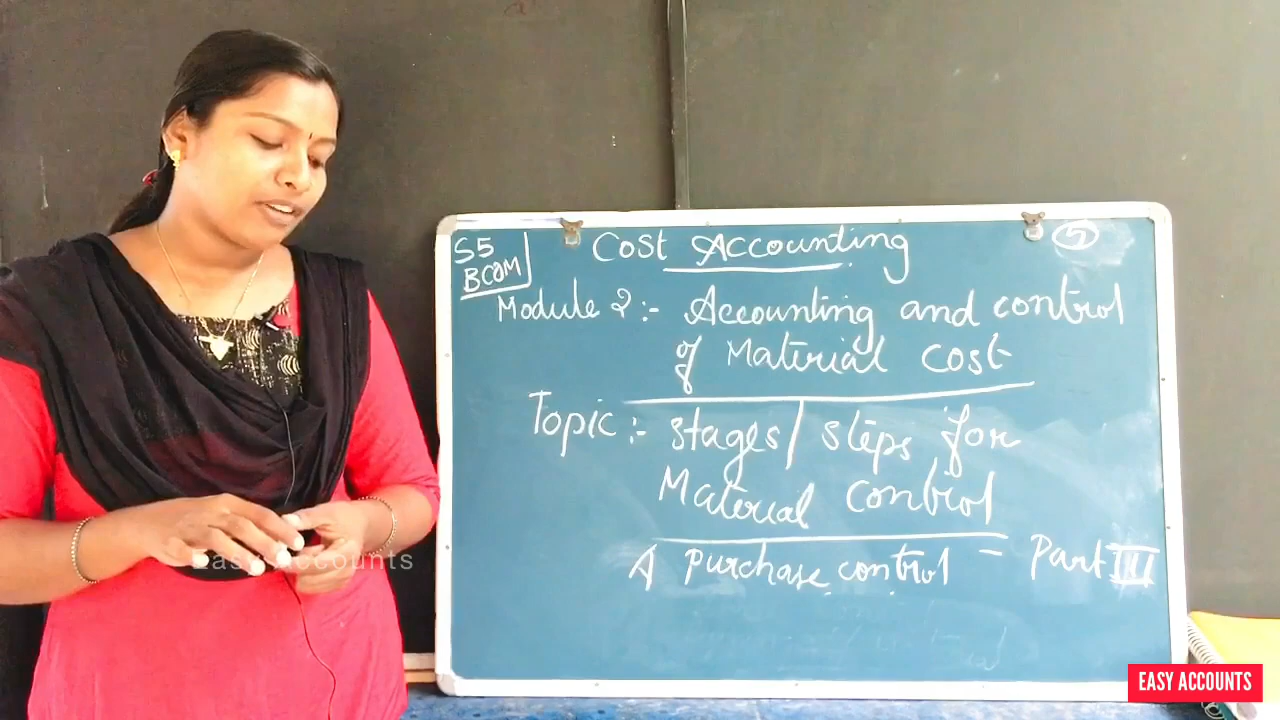 S5
BCOM
Cost Accounting
5
Module 2:- Accounting and control
of Material cost
Topic:- stages/ steps for
Material control
A purchase control - Part III
Easy Accounts
EASY ACCOUNTS